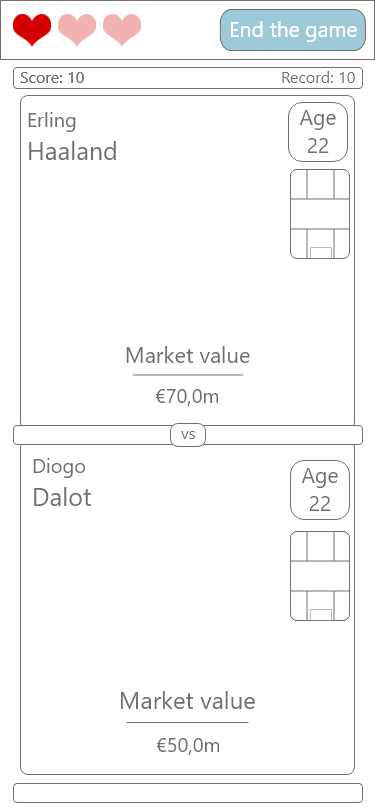 End the game
Score: 10
Record: 10
Erling
Haaland
Age
22
Market value
€70,0m
vs
Diogo
Dalot
Age
22
Market value
€50,0m